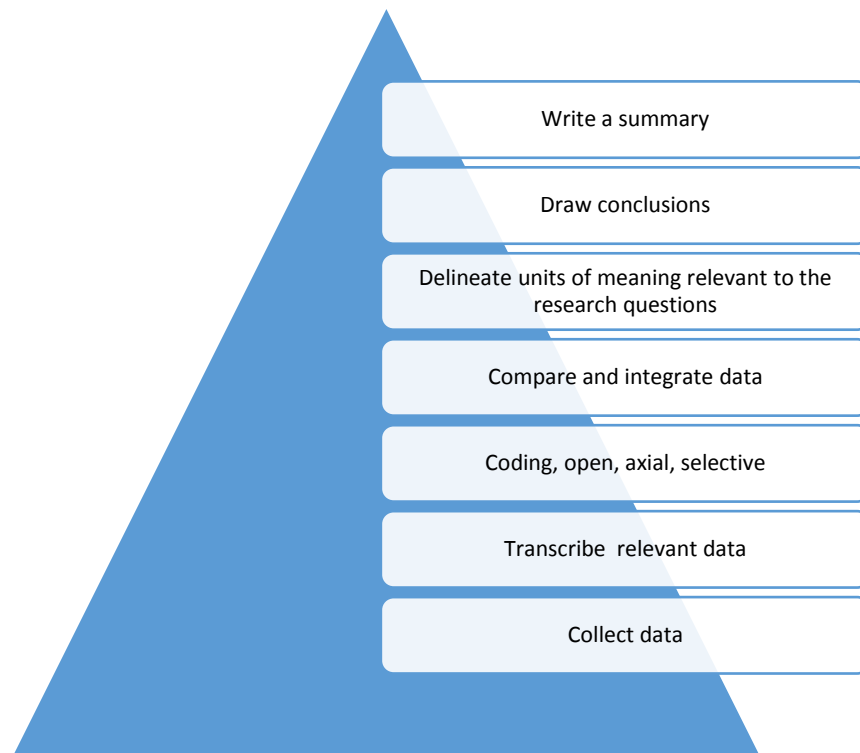 Write a summary
Draw conclusions
Delineate units of meaning relevant to the
research questions
Compare and integrate data
Coding, open, axial, selective
Transcribe  relevant data
Collect data